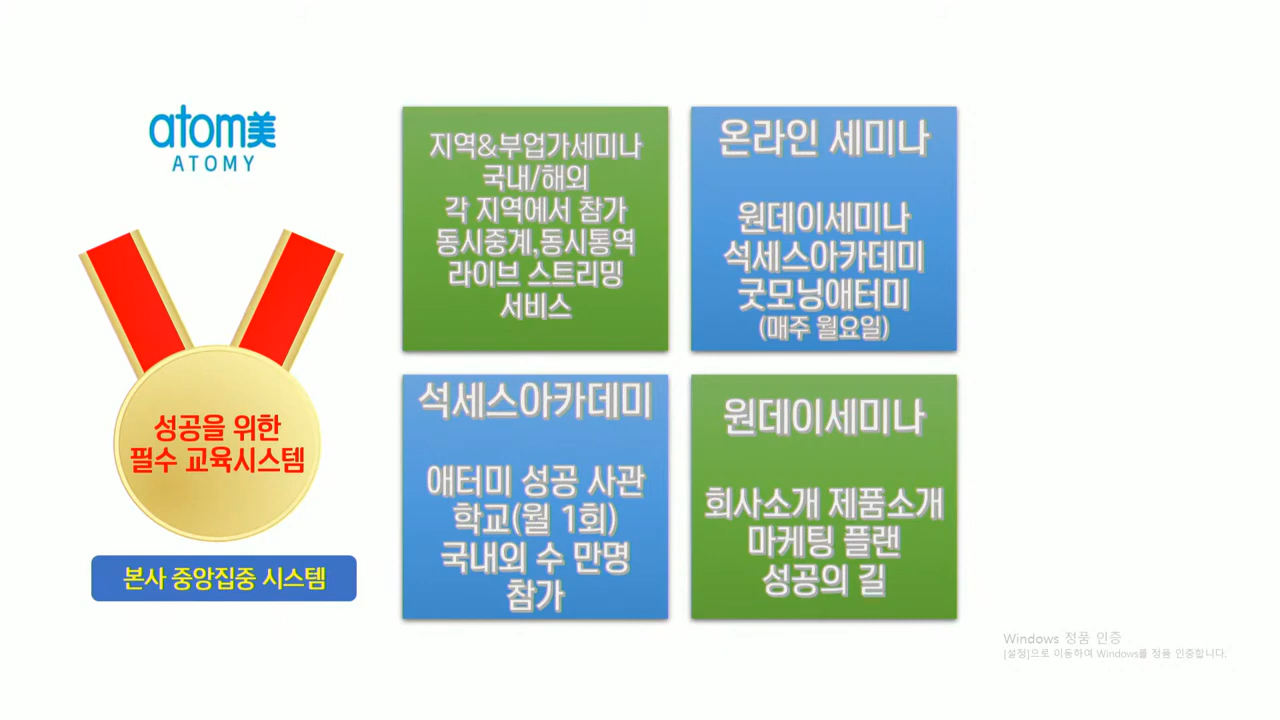 atom美
ATOMY
성공을 위한
필수 교육시스템
본사 중앙집중 시스템
지역&부업가세미나
국내/해외
각 지역에서 참가
동시중계,동시통역
라이브 스트리밍
서비스
온라인 세미나
원데이세미나
석세스아카데미
굿모닝애터미
(매주 월요일)
석세스아카데미
애터미 성공 사관
학교(월 1회)
국내외 수 만명
참가
원데이세미나
회사소개 제품소개
마케팅 플랜
성공의 길
Windows 정품 인증
[설정]으로 이동하여 Windows를 정품 인증합니다.